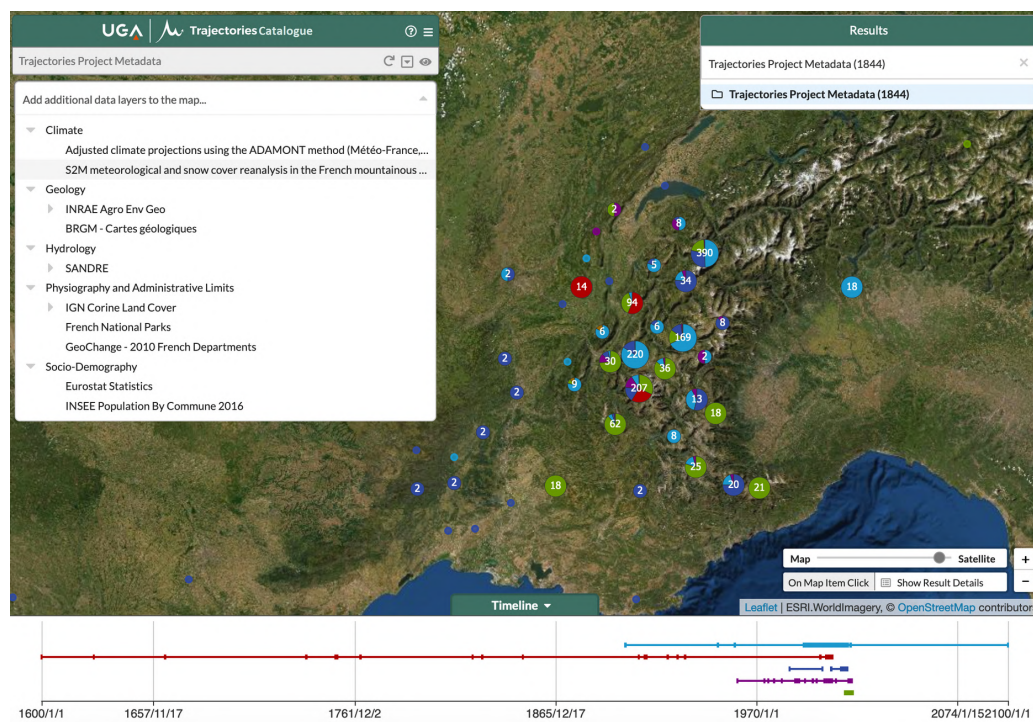 UGA Trajectories Catalogue
Trajectories Project Metadata
Add additional data layers to the map...
Climate
Adjusted climate projections using the ADAMONT method (Météo-France,...
S2M meteorological and snow cover reanalysis in the French mountainous ...
Geology
INRAE Agro Env Geo
BRGM - Cartes géologiques
Hydrology
SANDRE
Physiography and Administrative Limits
IGN Corine Land Cover
French National Parks
GeoChange - 2010 French Departments
Socio-Demography
Eurostat Statistics
INSEE Population By Commune 2016
Results
Trajectories Project Metadata (1844)
Trajectories Project Metadata (1844)
2
8
390
5
2
34
18
14
94
8
6
6
169
220
2
2
30
36
207
9
2
13
18
62
2
8
25
2
2
18
2
20
21
Map Satellite
+
On Map Item Click Show Result Details
−
Timeline
Leaflet | ESRI.WorldImagery, © OpenStreetMap contributor
1600/1/1 1657/11/17 1761/12/2 1865/12/17 1970/1/1 2074/1/152100/1/1